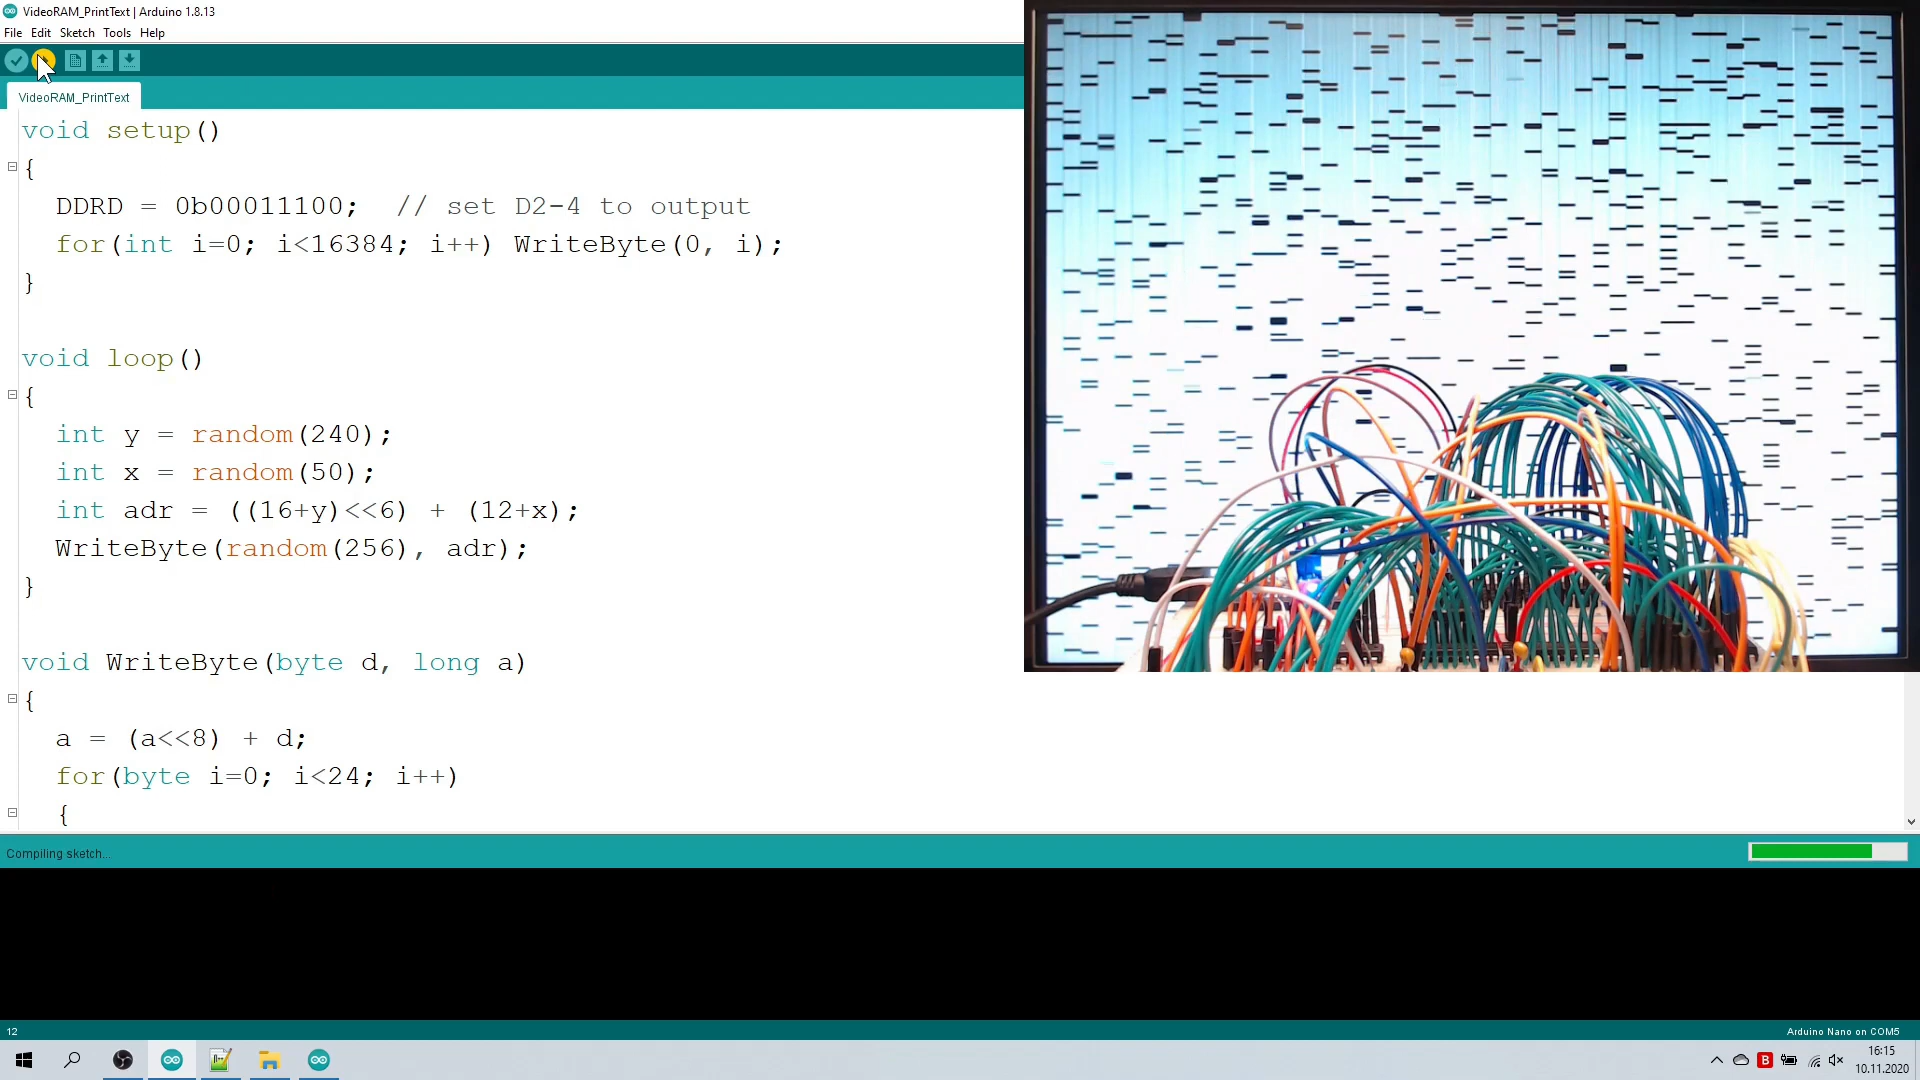 VideoRAM_PrintText | Arduino 1.8.13
File Edit Sketch Tools Help
VideoRAM_PrintText
void setup()
{
DDRD = 0b00011100;  // set D2-4 to output
for(int i=0; i<16384; i++) WriteByte(0, i);
}
void loop()
{
int y = random(240);
int x = random(50);
int adr = ((16+y)<<6) + (12+x);
WriteByte(random(256), adr);
}
void WriteByte(byte d, long a)
{
a = (a<<8) + d;
for(byte i=0; i<24; i++)
{
Compiling sketch...
12
Arduino Nano on COM5
B
16:15
10.11.2020